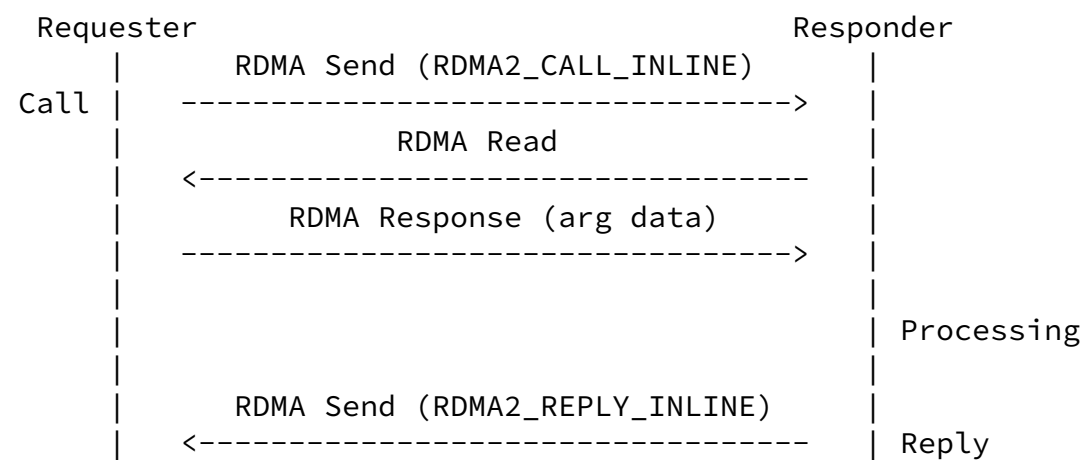 Requester Responder
RDMA Send (RDMA2_CALL_INLINE)
Call
RDMA Read
RDMA Response (arg data)
Processing
RDMA Send (RDMA2_REPLY_INLINE)
Reply